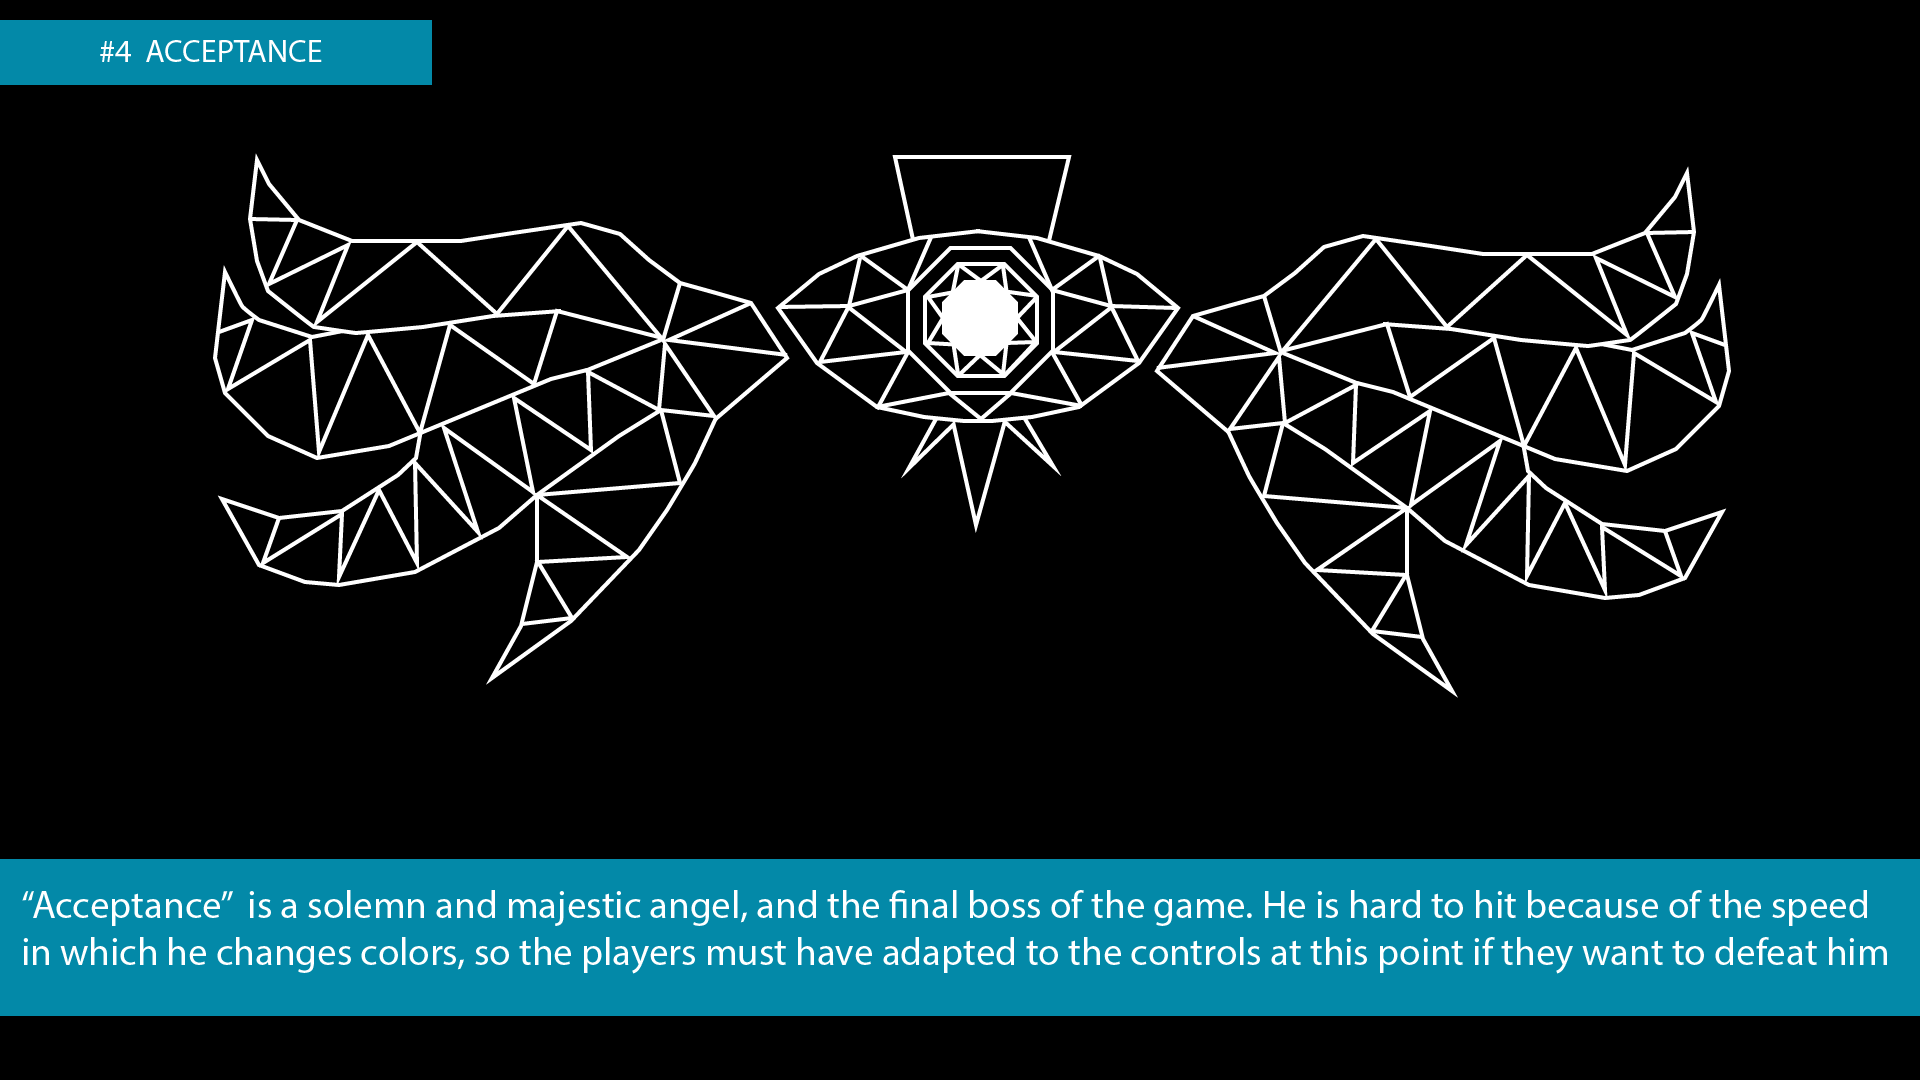 #4 ACCEPTANCE
“Acceptance” is a solemn and majestic angel, and the final boss of the game. He is hard to hit because of the speed
in which he changes colors, so the players must have adapted to the controls at this point if they want to defeat him